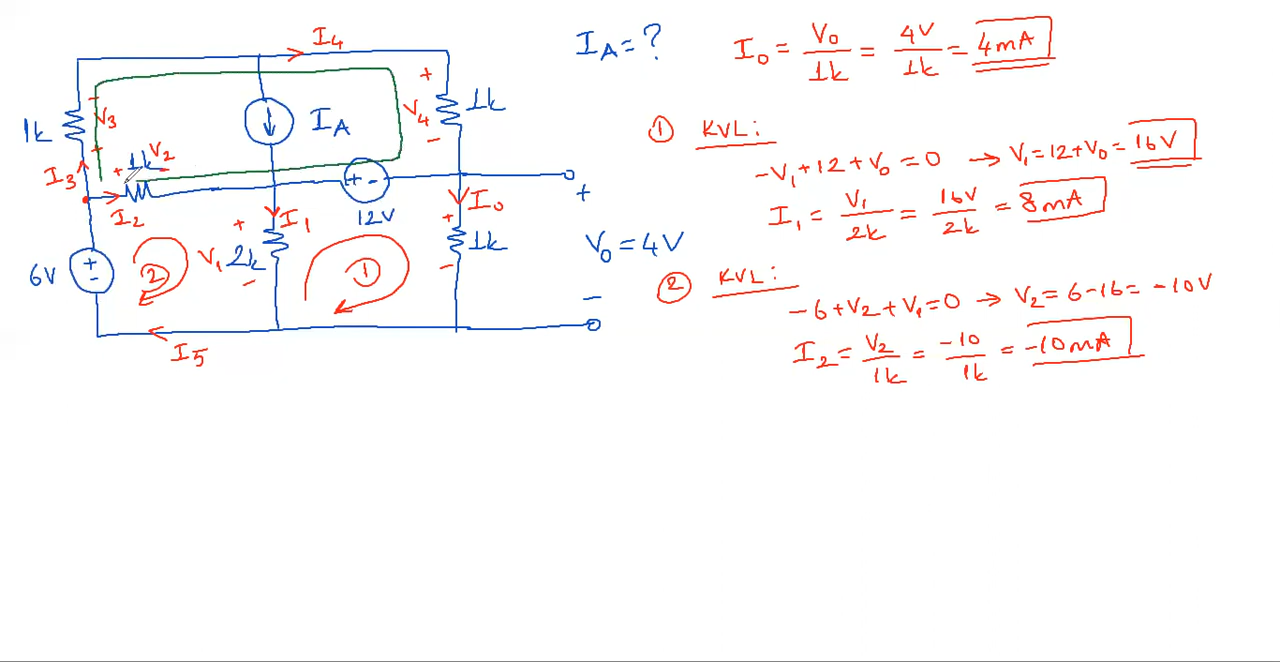 I4
IA = ?
I0 = V0/1k = 4V/1k = 4mA
+
V3
-
+
1k
IA
V4
+
-
1k
I3
+ 1k V2 -
I2
+ -
12V
+
V1 2k
-
I1
I0
+
1k
-
+
V0 = 4V
-
6V
+
-
2
1
I5
① KVL:
-V1 + 12 + V0 = 0 → V1 = 12 + V0 = 16V
I1 = V1/2k = 16V/2k = 8mA
② KVL:
-6 + V2 + V1 = 0 → V2 = 6 - 16 = -10V
I2 = V2/1k = -10/1k = -10mA